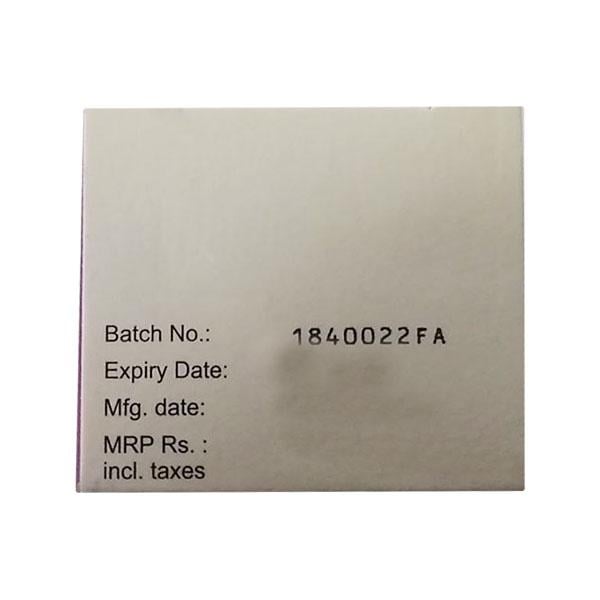 Batch No.: 1840022FA
Expiry Date:
Mfg. date:
MRP Rs. :
incl. taxes